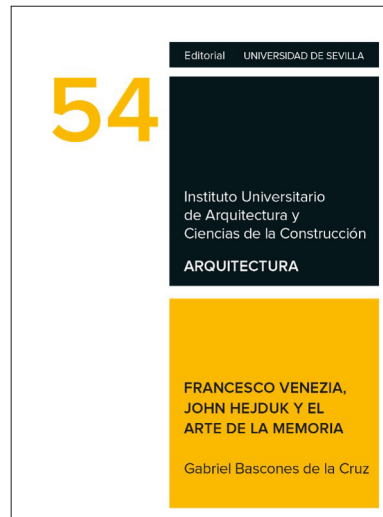 Editorial UNIVERSIDAD DE SEVILLA
54
Instituto Universitario
de Arquitectura y
Ciencias de la Construcción
ARQUITECTURA
FRANCESCO VENEZIA,
JOHN HEJDUK Y EL
ARTE DE LA MEMORIA
Gabriel Bascones de la Cruz